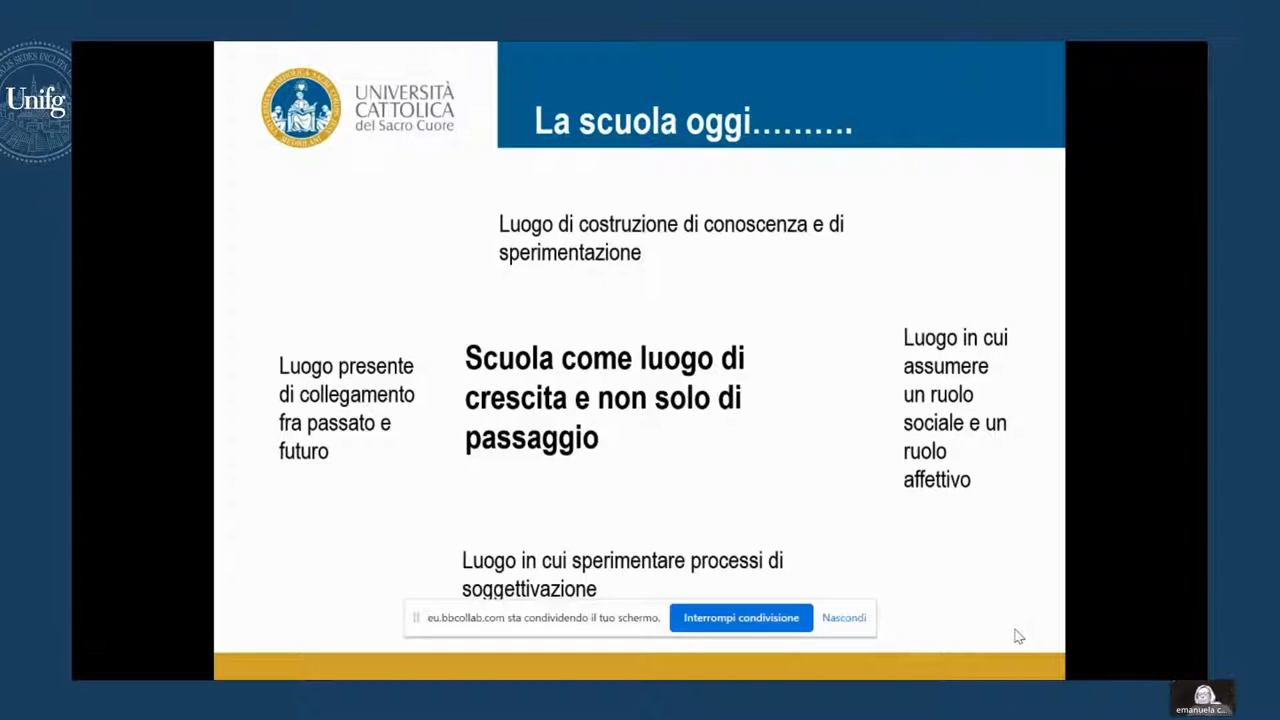 Unifg
UNIVERSITÀ
CATTOLICA
del Sacro Cuore
La scuola oggi..........
Luogo di costruzione di conoscenza e di
sperimentazione
Luogo presente
di collegamento
fra passato e
futuro
Scuola come luogo di
crescita e non solo di
passaggio
Luogo in cui
assumere
un ruolo
sociale e un
ruolo
affettivo
Luogo in cui sperimentare processi di
soggettivazione
eu.bbcollab.com sta condividendo il tuo schermo.
Interrompi condivisione
Nascondi
emanuela c...